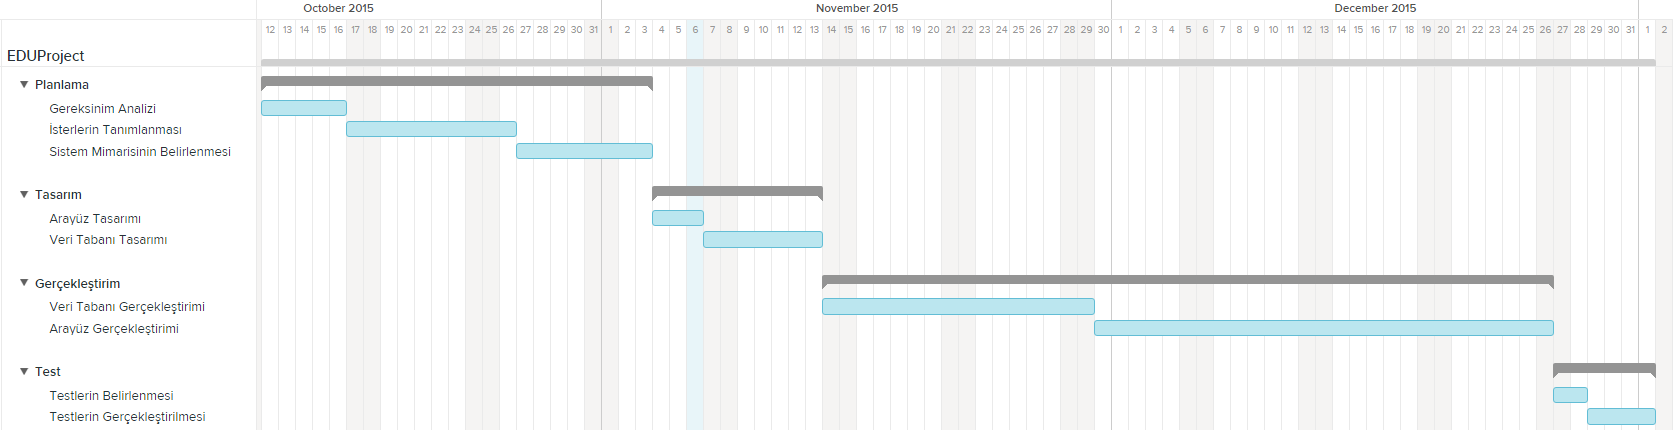 October 2015 November 2015 December 2015
12 13 14 15 16 17 18 19 20 21 22 23 24 25 26 27 28 29 30 31 1 2 3 4 5 6 7 8 9 10 11 12 13 14 15 16 17 18 19 20 21 22 23 24 25 26 27 28 29 30 1 2 3 4 5 6 7 8 9 10 11 12 13 14 15 16 17 18 19 20 21 22 23 24 25 26 27 28 29 30 31 1 2
EDUProject
Planlama
Gereksinim Analizi
İsterlerin Tanımlanması
Sistem Mimarisinin Belirlenmesi
Tasarım
Arayüz Tasarımı
Veri Tabanı Tasarımı
Gerçekleştirim
Veri Tabanı Gerçekleştirimi
Arayüz Gerçekleştirimi
Test
Testlerin Belirlenmesi
Testlerin Gerçekleştirilmesi